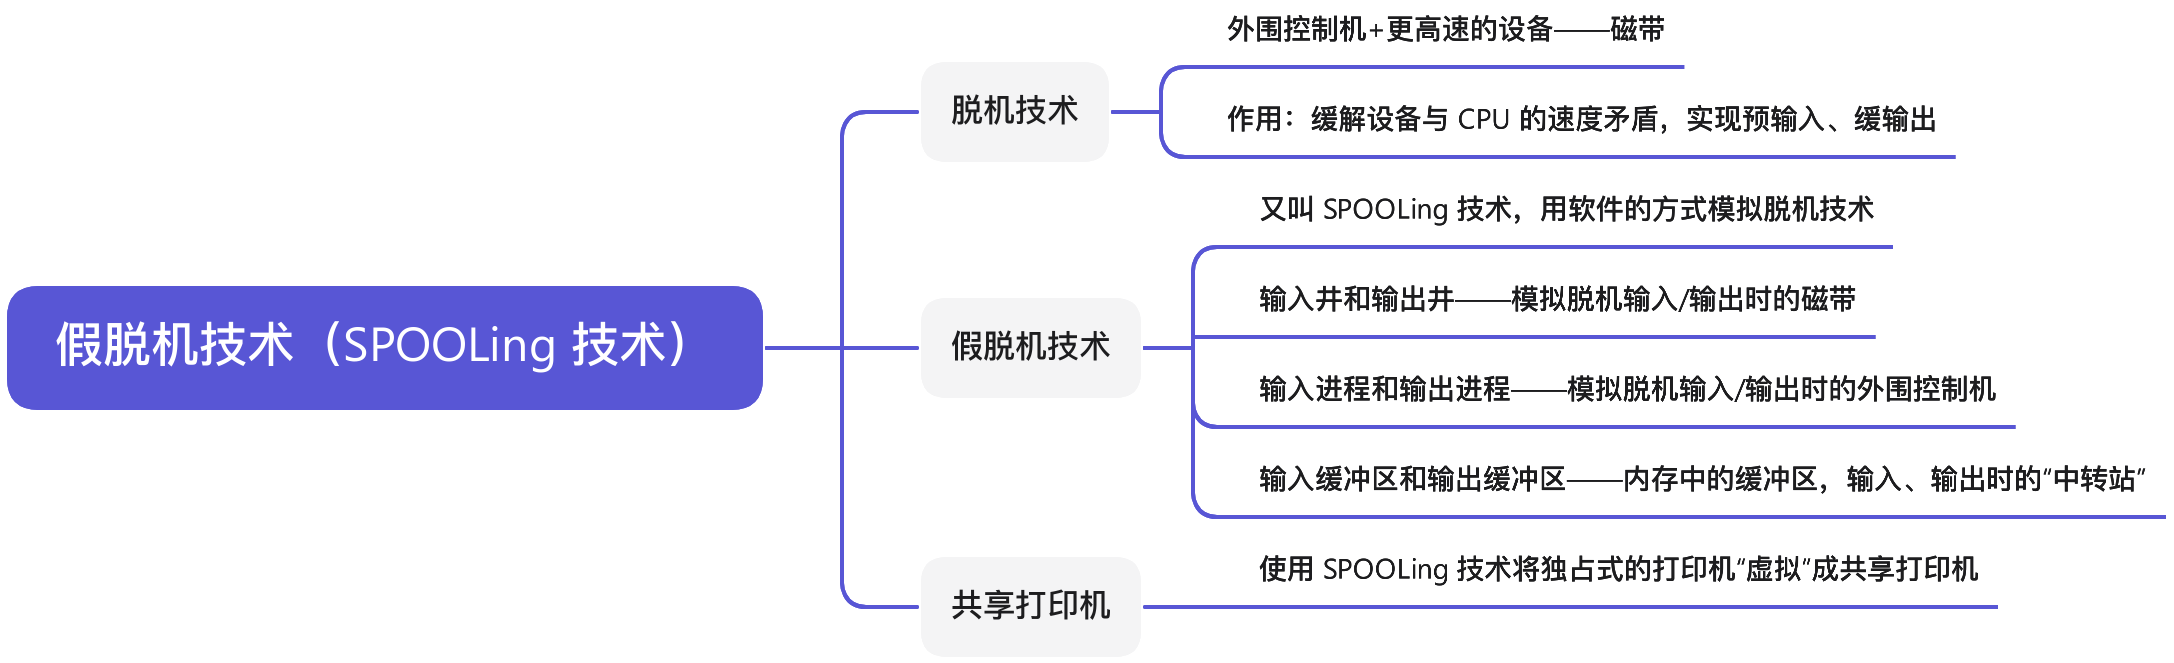 外围控制机+更高速的设备——磁带
脱机技术
作用：缓解设备与 CPU 的速度矛盾，实现预输入、缓输出
又叫 SPOOLing 技术，用软件的方式模拟脱机技术
输入井和输出井——模拟脱机输入/输出时的磁带
假脱机技术（SPOOLing 技术）
假脱机技术
输入进程和输出进程——模拟脱机输入/输出时的外围控制机
输入缓冲区和输出缓冲区——内存中的缓冲区，输入、输出时的“中转站“
使用 SPOOLing 技术将独占式的打印机“虚拟“成共享打印机
共享打印机